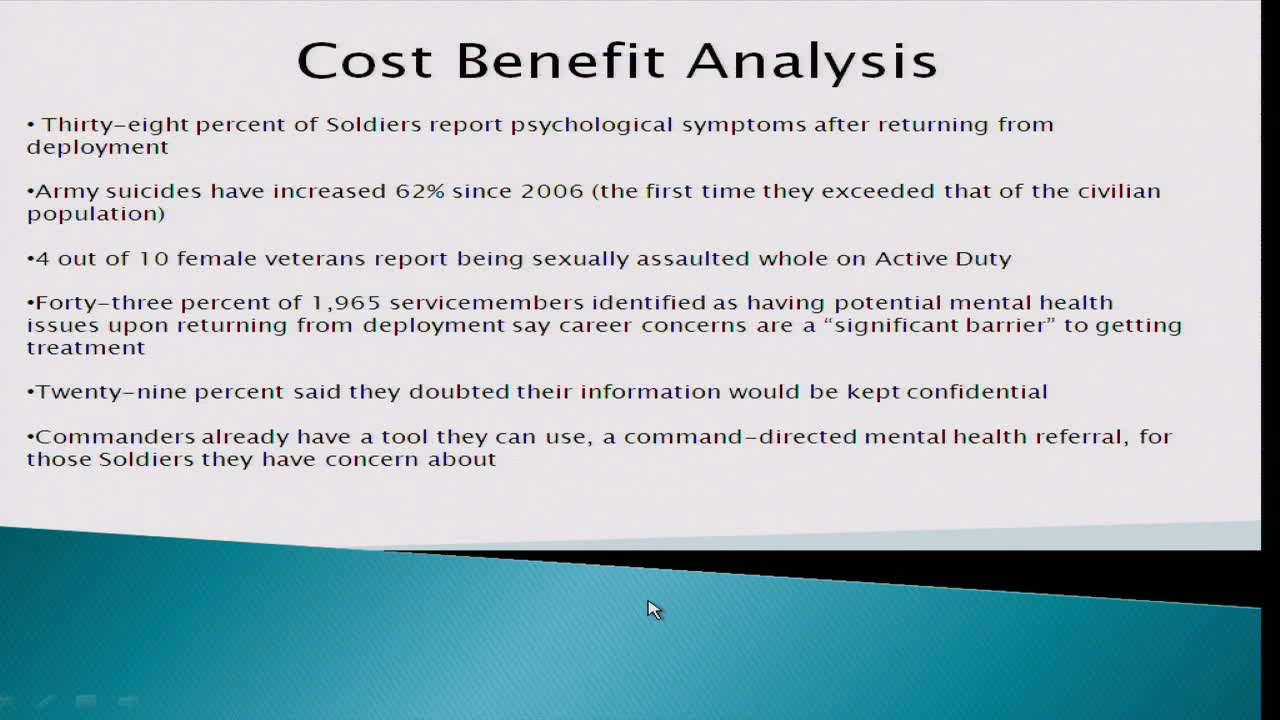 Cost Benefit Analysis
• Thirty-eight percent of Soldiers report psychological symptoms after returning from
deployment
•Army suicides have increased 62% since 2006 (the first time they exceeded that of the civilian
population)
•4 out of 10 female veterans report being sexually assaulted whole on Active Duty
•Forty-three percent of 1,965 servicemembers identified as having potential mental health
issues upon returning from deployment say career concerns are a “significant barrier” to getting
treatment
•Twenty-nine percent said they doubted their information would be kept confidential
•Commanders already have a tool they can use, a command-directed mental health referral, for
those Soldiers they have concern about